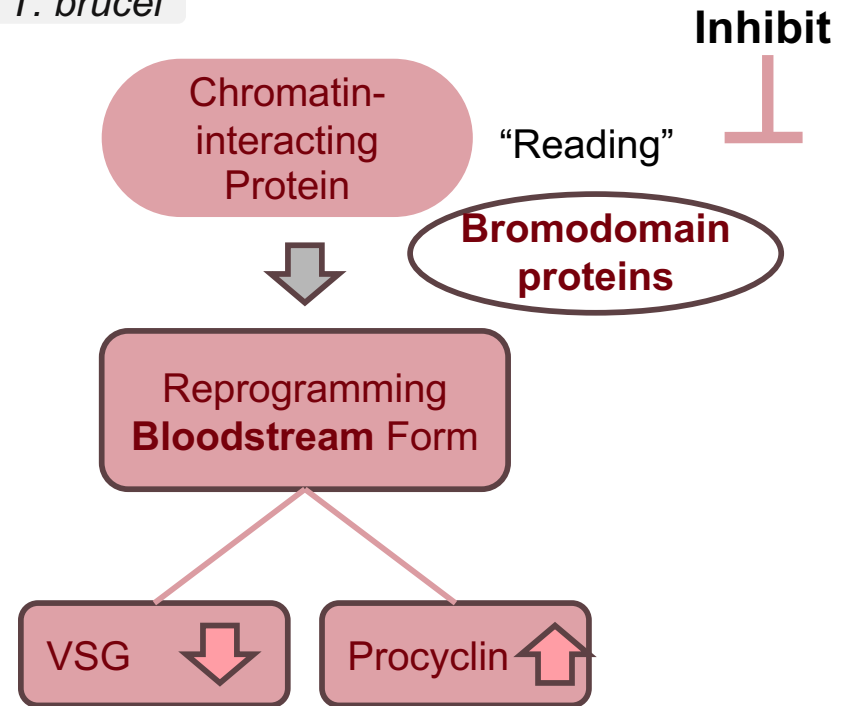 T. brucei
Inhibit
Chromatin-
interacting
Protein
“Reading”
Bromodomain
proteins
Reprogramming
Bloodstream Form
VSG
Procyclin